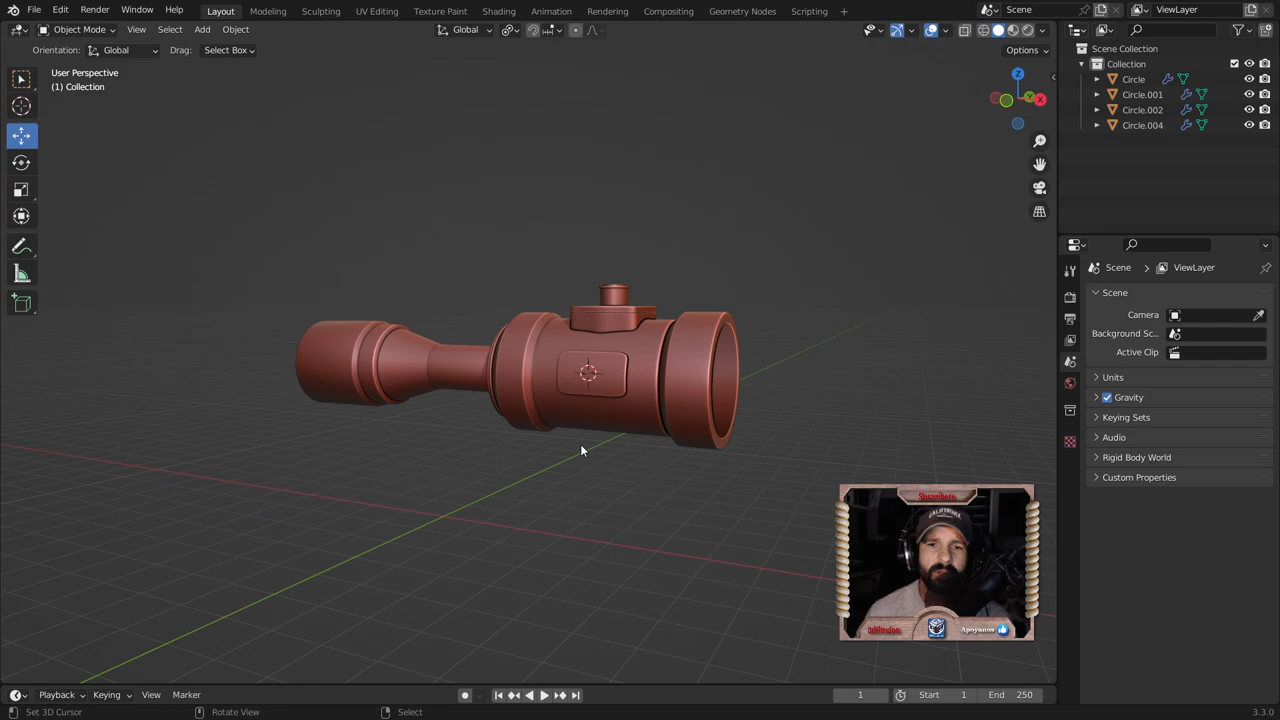 File Edit Render Window Help Layout Modeling Sculpting UV Editing Texture Paint Shading Animation Rendering Compositing Geometry Nodes Scripting + Scene ViewLayer
Object Mode View Select Add Object Global Options
Orientation: Global Drag: Select Box
User Perspective
(1) Collection
Z
X
Y
Scene Collection
Collection
Circle
Circle.001
Circle.002
Circle.004
Scene > ViewLayer
Scene
Camera
Background Sc...
Active Clip
Units
Gravity
Keying Sets
Audio
Rigid Body World
Custom Properties
CALIFORNIA
Apoyanos
Playback Keying View Marker 1 Start 1 End 250
Set 3D Cursor Rotate View Select 3.3.0